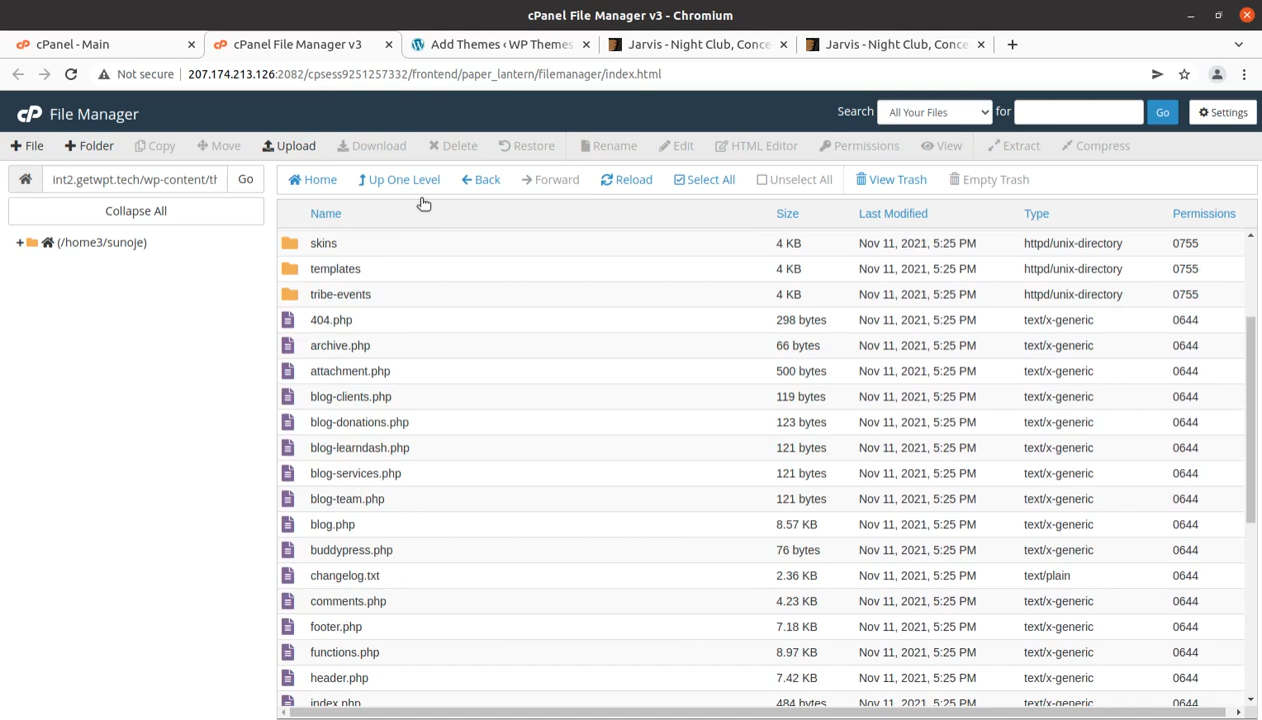 cPanel File Manager v3 - Chromium
cPanel - Main
cPanel File Manager v3
Add Themes ‹ WP Themes
Jarvis - Night Club, Conce
Jarvis - Night Club, Conce
Not secure
207.174.213.126:2082/cpsess9251257332/frontend/paper_lantern/filemanager/index.html
cP File Manager
Search All Your Files for Go Settings
File Folder Copy Move Upload Download Delete Restore Rename Edit HTML Editor Permissions View Extract Compress
int2.getwpt.tech/wp-content/th Go
Home Up One Level Back Forward Reload Select All Unselect All View Trash Empty Trash
Collapse All
(/home3/sunoje)
Name Size Last Modified Type Permissions
skins 4 KB Nov 11, 2021, 5:25 PM httpd/unix-directory 0755
templates 4 KB Nov 11, 2021, 5:25 PM httpd/unix-directory 0755
tribe-events 4 KB Nov 11, 2021, 5:25 PM httpd/unix-directory 0755
404.php 298 bytes Nov 11, 2021, 5:25 PM text/x-generic 0644
archive.php 66 bytes Nov 11, 2021, 5:25 PM text/x-generic 0644
attachment.php 500 bytes Nov 11, 2021, 5:25 PM text/x-generic 0644
blog-clients.php 119 bytes Nov 11, 2021, 5:25 PM text/x-generic 0644
blog-donations.php 123 bytes Nov 11, 2021, 5:25 PM text/x-generic 0644
blog-learndash.php 121 bytes Nov 11, 2021, 5:25 PM text/x-generic 0644
blog-services.php 121 bytes Nov 11, 2021, 5:25 PM text/x-generic 0644
blog-team.php 121 bytes Nov 11, 2021, 5:25 PM text/x-generic 0644
blog.php 8.57 KB Nov 11, 2021, 5:25 PM text/x-generic 0644
buddypress.php 76 bytes Nov 11, 2021, 5:25 PM text/x-generic 0644
changelog.txt 2.36 KB Nov 11, 2021, 5:25 PM text/plain 0644
comments.php 4.23 KB Nov 11, 2021, 5:25 PM text/x-generic 0644
footer.php 7.18 KB Nov 11, 2021, 5:25 PM text/x-generic 0644
functions.php 8.97 KB Nov 11, 2021, 5:25 PM text/x-generic 0644
header.php 7.42 KB Nov 11, 2021, 5:25 PM text/x-generic 0644
index.php 484 bytes Nov 11, 2021, 5:25 PM text/x-generic 0644